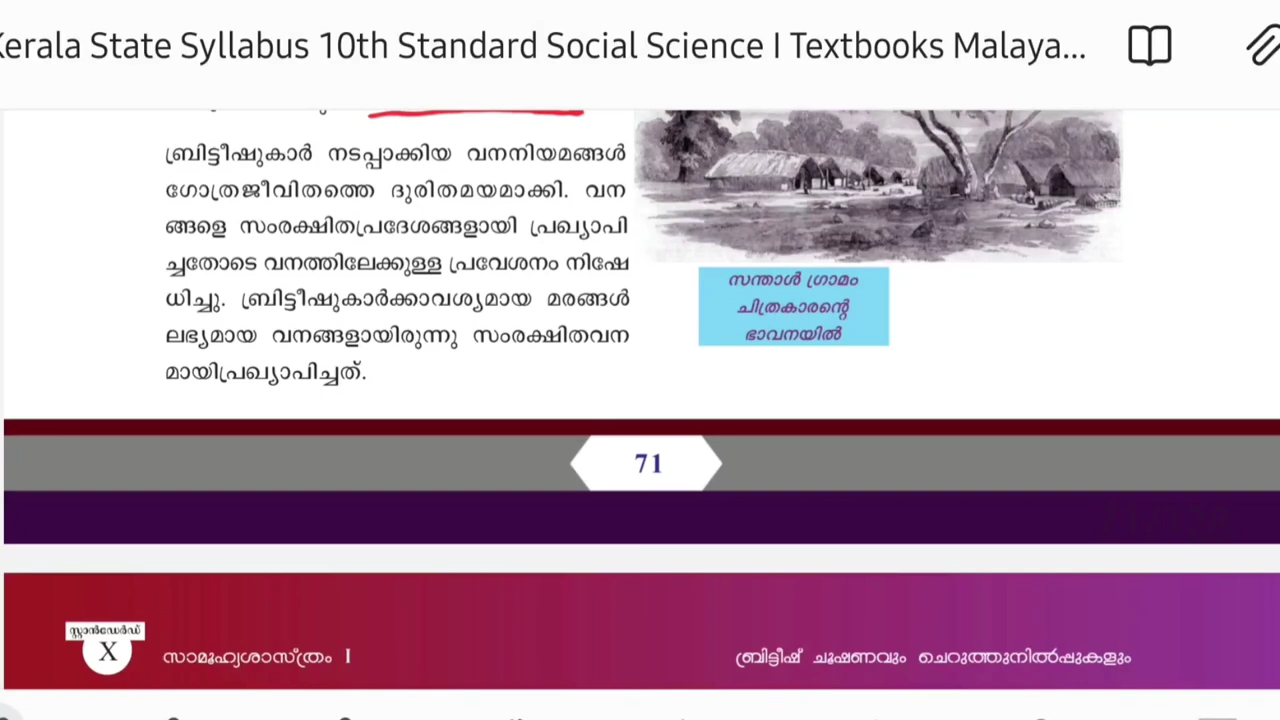 Kerala State Syllabus 10th Standard Social Science I Textbooks Malaya...
ബ്രിട്ടീഷുകാർ നടപ്പാക്കിയ വനനിയമങ്ങൾ
ഗോത്രജീവിതത്തെ ദുരിതമയമാക്കി. വന
ങ്ങളെ സംരക്ഷിതപ്രദേശങ്ങളായി പ്രഖ്യാപി
ച്ചതോടെ വനത്തിലേക്കുള്ള പ്രവേശനം നിഷേ
ധിച്ചു. ബ്രിട്ടീഷുകാർക്കാവശ്യമായ മരങ്ങൾ
ലഭ്യമായ വനങ്ങളായിരുന്നു സംരക്ഷിതവന
മായിപ്രഖ്യാപിച്ചത്.
സന്താൾ ഗ്രാമം
ചിത്രകാരന്റെ
ഭാവനയിൽ
71
സ്റ്റാൻഡേർഡ്
X
സാമൂഹ്യശാസ്ത്രം I
ബ്രിട്ടീഷ് ചൂഷണവും ചെറുത്തുനിൽപ്പുകളും